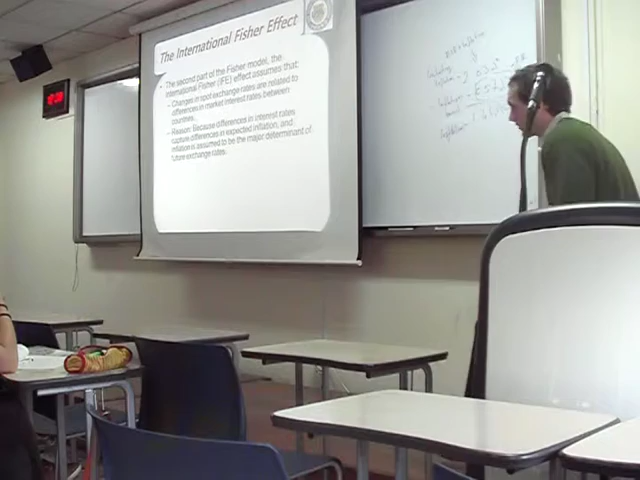 The International Fisher Effect
• The second part of the Fisher model, the
international Fisher (IFE) effect assumes that:
– Changes in spot exchange rates are related to
differences in market interest rates between
countries.
– Reason: Because differences in interest rates
capture differences in expected inflation, and
inflation is assumed to be the major determinant of
future exchange rates.